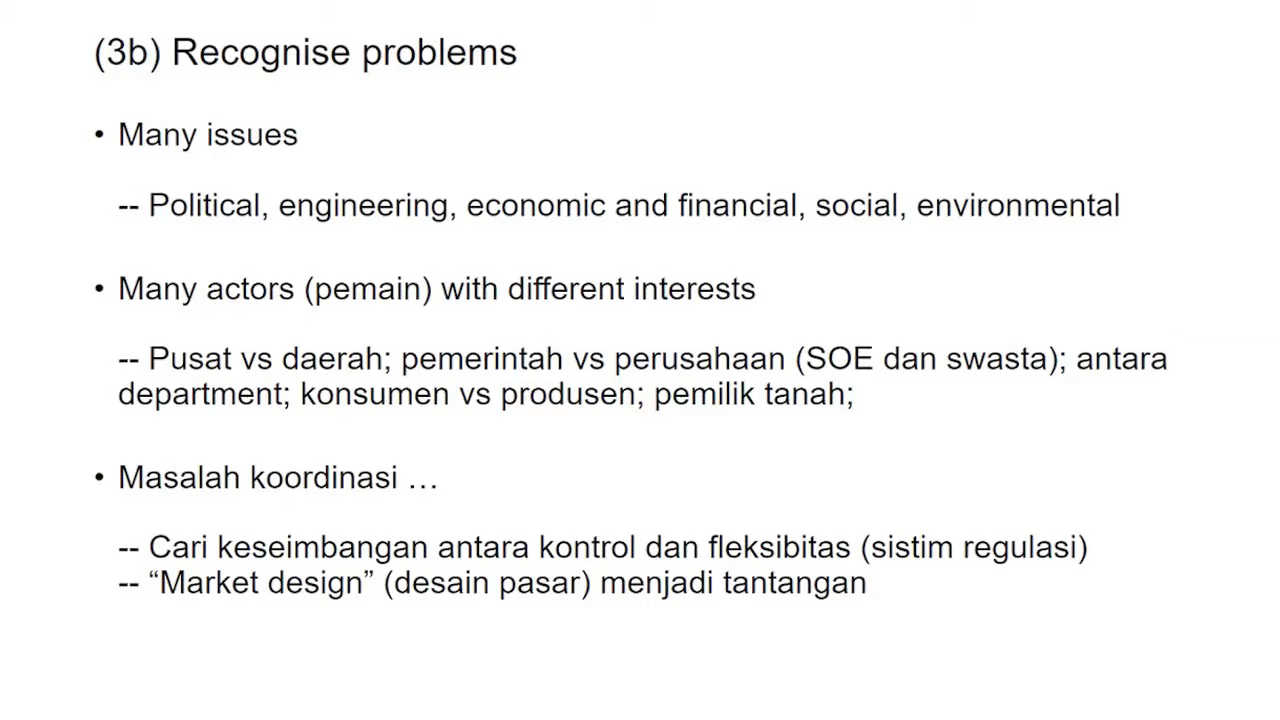 (3b) Recognise problems
• Many issues
-- Political, engineering, economic and financial, social, environmental
• Many actors (pemain) with different interests
-- Pusat vs daerah; pemerintah vs perusahaan (SOE dan swasta); antara
department; konsumen vs produsen; pemilik tanah;
• Masalah koordinasi …
-- Cari keseimbangan antara kontrol dan fleksibitas (sistim regulasi)
-- “Market design” (desain pasar) menjadi tantangan